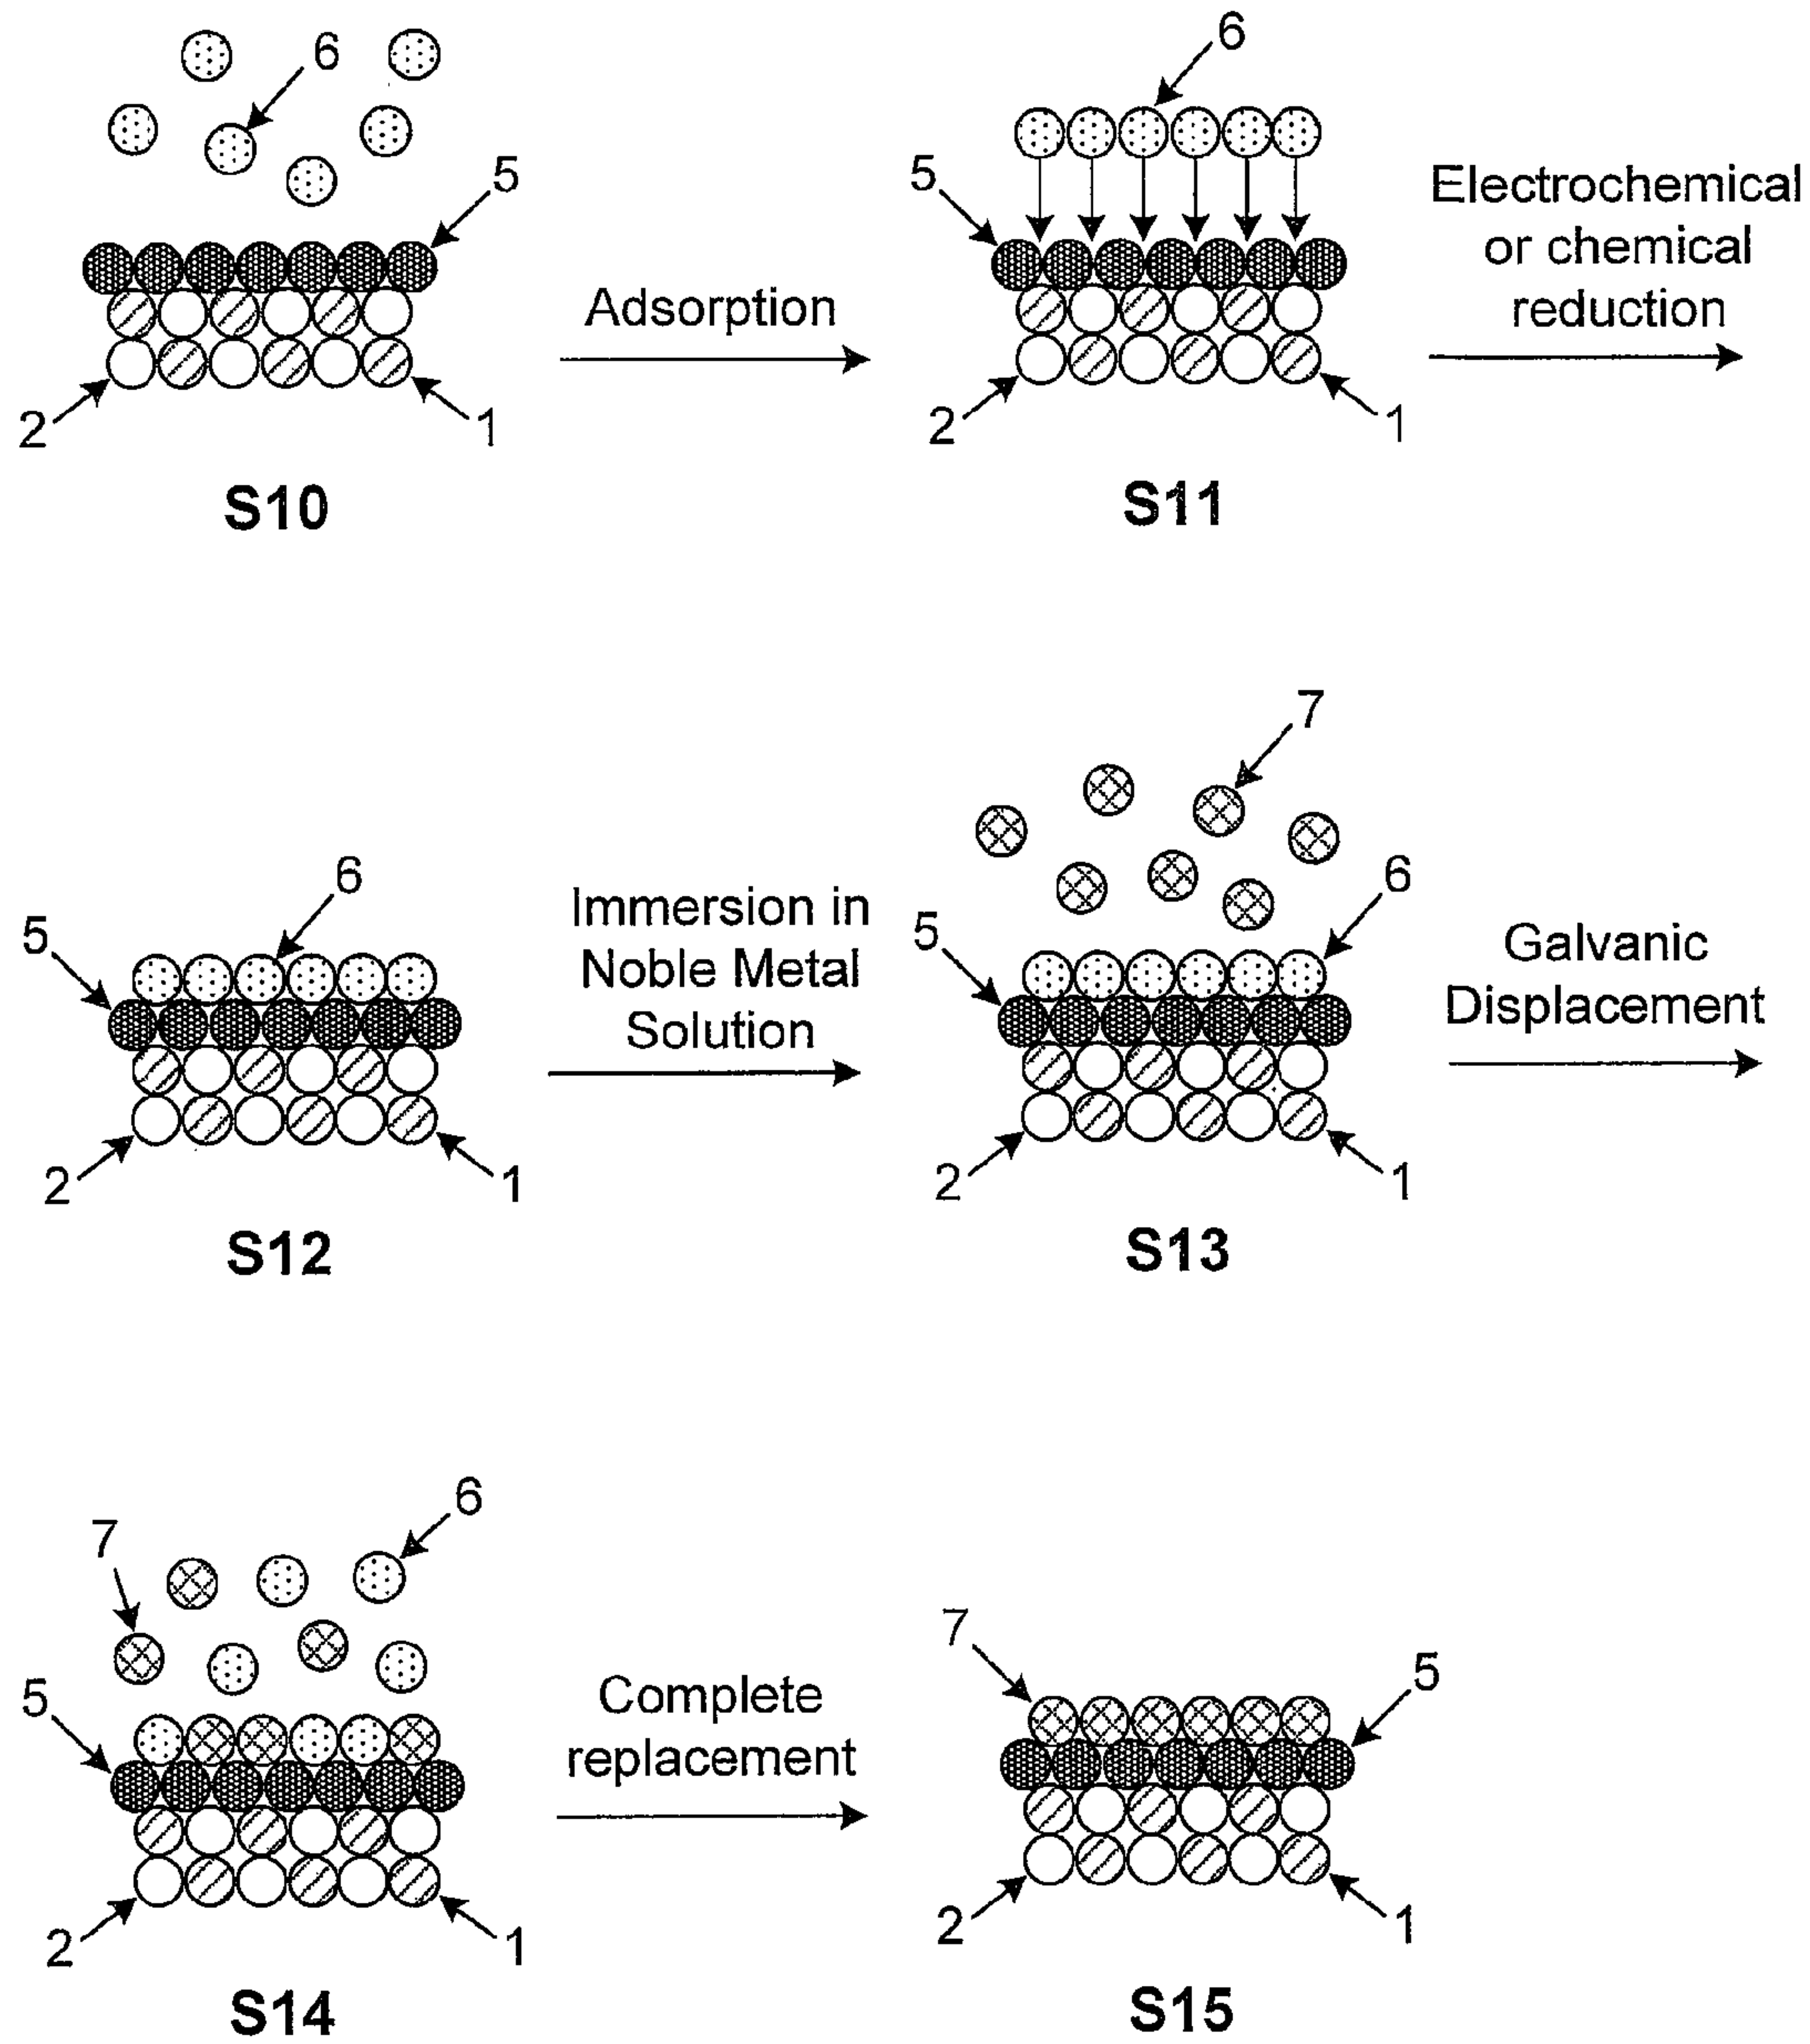 6
5
Adsorption
2
1
S10
6
5
Electrochemical
or chemical
reduction
2
1
S11
6
5
Immersion in
Noble Metal
Solution
2
1
S12
7
6
5
Galvanic
Displacement
2
1
S13
6
7
5
Complete
replacement
2
1
S14
7
5
2
1
S15